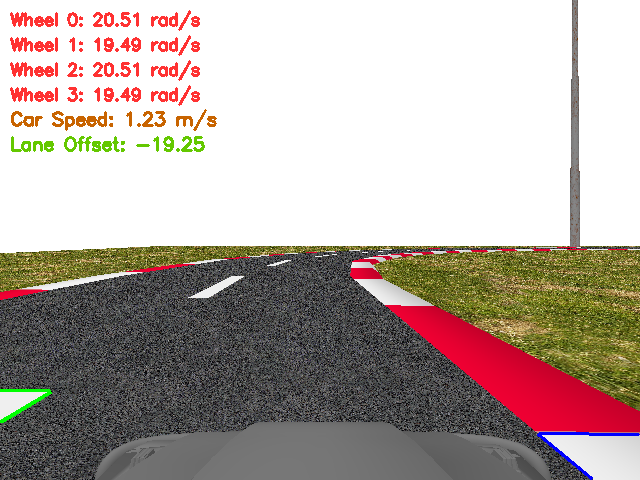 Wheel 0: 20.51 rad/s
Wheel 1: 19.49 rad/s
Wheel 2: 20.51 rad/s
Wheel 3: 19.49 rad/s
Car Speed: 1.23 m/s
Lane Offset: -19.25